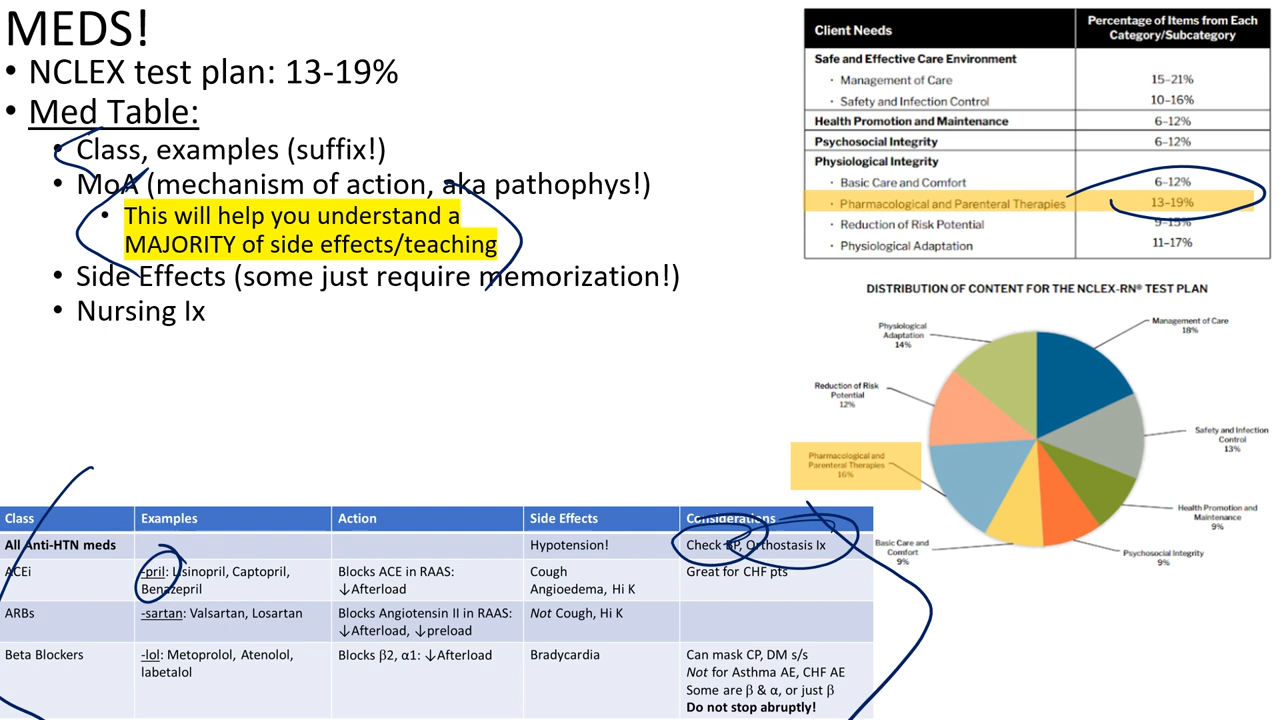 MEDS!
• NCLEX test plan: 13-19%
• Med Table:
• Class, examples (suffix!)
• MoA (mechanism of action, aka pathophys!)
• This will help you understand a
MAJORITY of side effects/teaching
• Side Effects (some just require memorization!)
• Nursing Ix
Client Needs
Percentage of Items from Each
Category/Subcategory
Safe and Effective Care Environment
• Management of Care 15–21%
• Safety and Infection Control 10–16%
Health Promotion and Maintenance 6–12%
Psychosocial Integrity 6–12%
Physiological Integrity
• Basic Care and Comfort 6–12%
• Pharmacological and Parenteral Therapies 13–19%
• Reduction of Risk Potential 9–15%
• Physiological Adaptation 11–17%
DISTRIBUTION OF CONTENT FOR THE NCLEX-RN® TEST PLAN
Management of Care
18%
Safety and Infection
Control
13%
Health Promotion and
Maintenance
9%
Psychosocial Integrity
9%
Basic Care and
Comfort
9%
Pharmacological and
Parenteral Therapies
16%
Reduction of Risk
Potential
12%
Physiological
Adaptation
14%
Class Examples Action Side Effects Considerations
All Anti-HTN meds Hypotension! Check BP, Orthostasis Ix
ACEi -pril: Lisinopril, Captopril, Blocks ACE in RAAS: Cough Great for CHF pts
Benazepril ↓Afterload Angioedema, Hi K
ARBs -sartan: Valsartan, Losartan Blocks Angiotensin II in RAAS: Not Cough, Hi K
↓Afterload, ↓preload
Beta Blockers -lol: Metoprolol, Atenolol, Blocks β2, α1: ↓Afterload Bradycardia Can mask CP, DM s/s
labetalol Not for Asthma AE, CHF AE
Some are β & α, or just β
Do not stop abruptly!